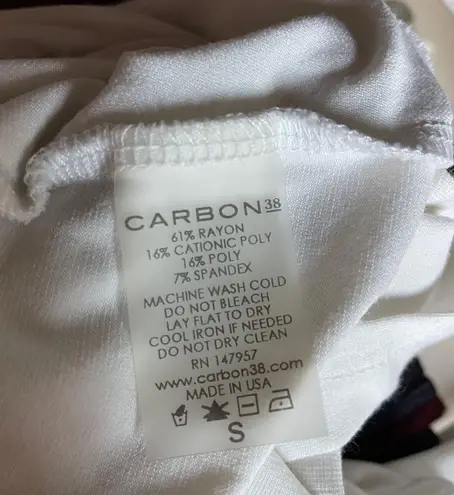 CARBON38
61% RAYON
16% CATIONIC POLY
16% POLY
7% SPANDEX
MACHINE WASH COLD
DO NOT BLEACH
LAY FLAT TO DRY
COOL IRON IF NEEDED
DO NOT DRY CLEAN
RN 147957
www.carbon38.com
MADE IN USA
S